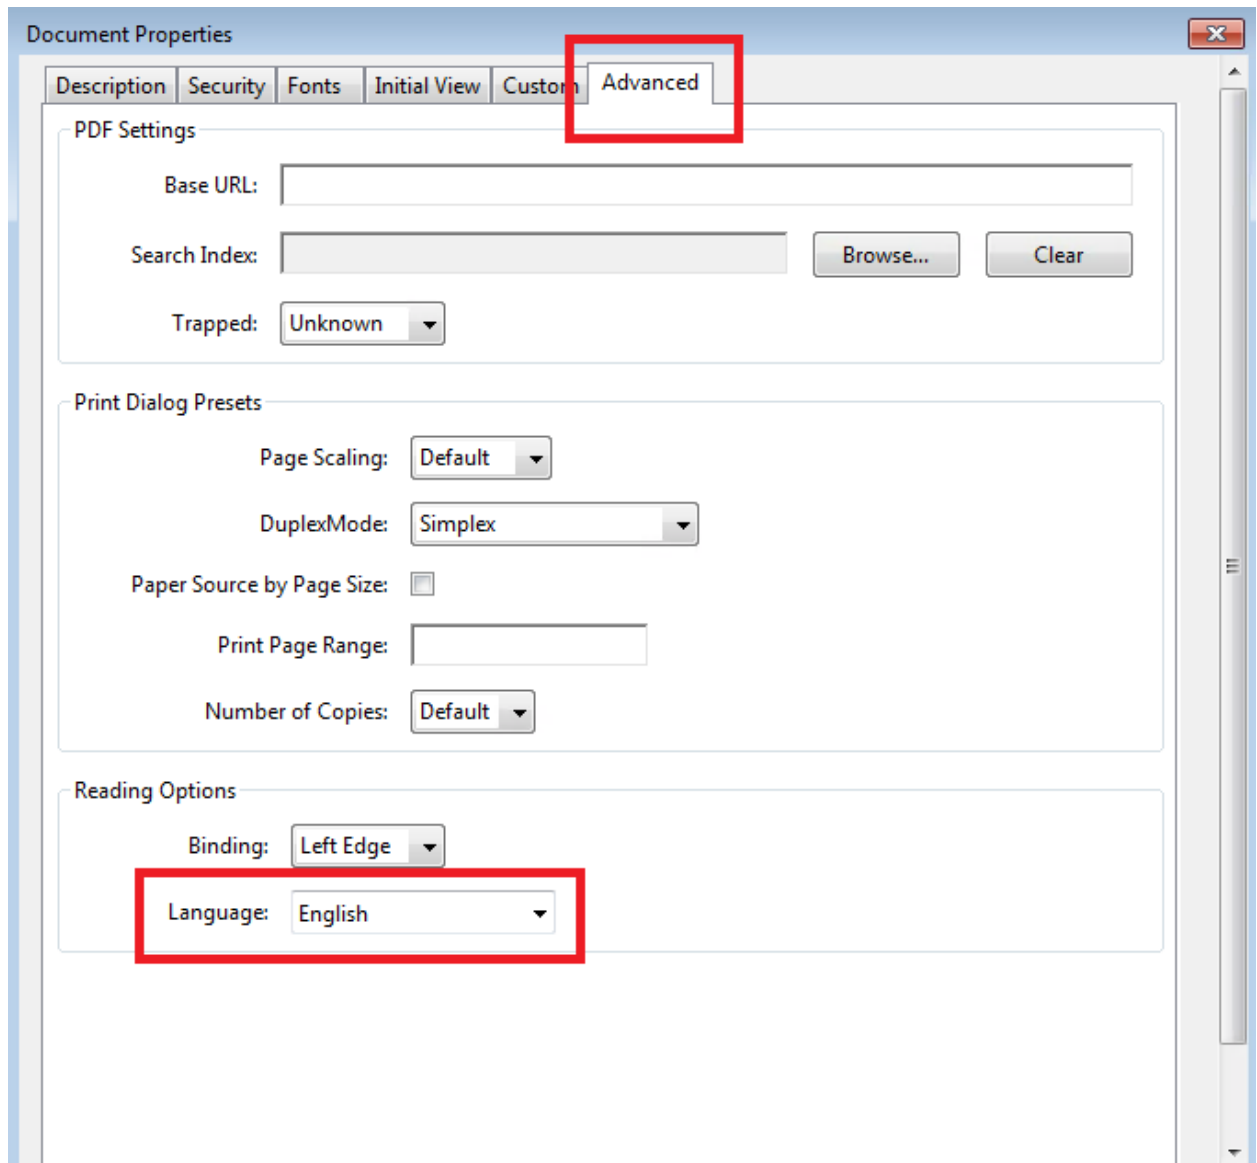 Document Properties
Description Security Fonts Initial View Custom Advanced
PDF Settings
Base URL:
Search Index: Browse... Clear
Trapped: Unknown
Print Dialog Presets
Page Scaling: Default
DuplexMode: Simplex
Paper Source by Page Size:
Print Page Range:
Number of Copies: Default
Reading Options
Binding: Left Edge
Language: English